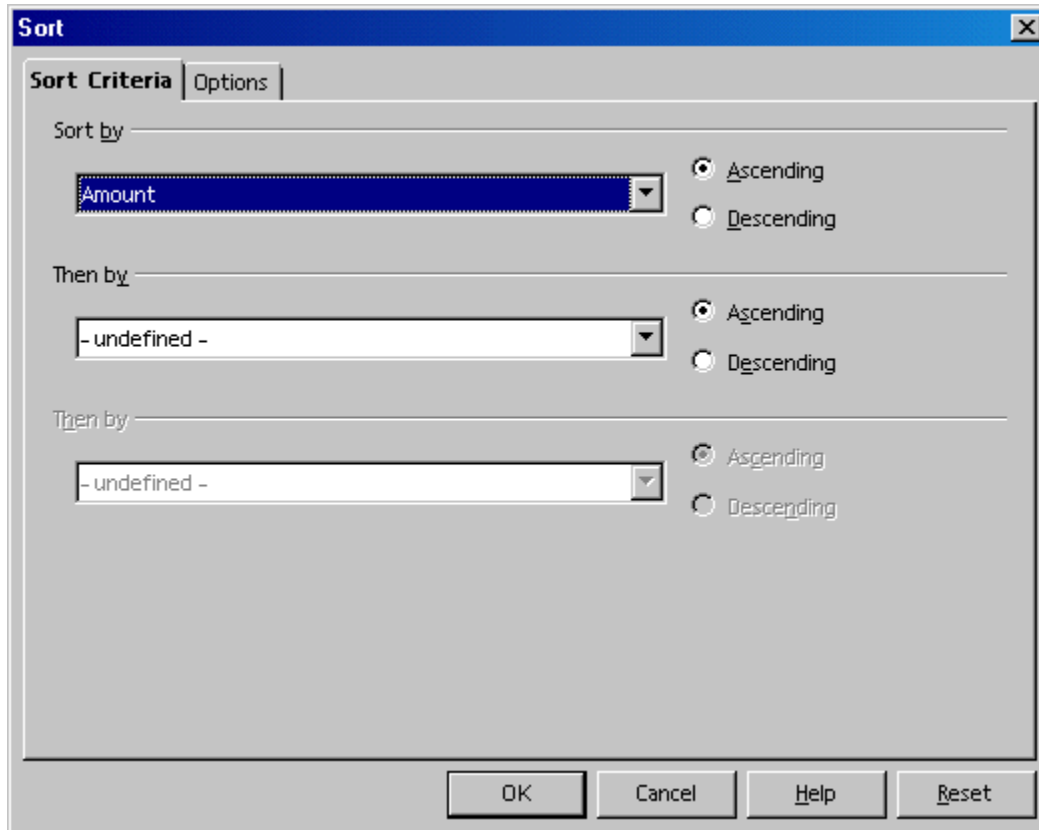 Sort
Sort Criteria Options
Sort by
Amount
Ascending
Descending
Then by
- undefined -
Ascending
Descending
Then by
- undefined -
Ascending
Descending
OK Cancel Help Reset